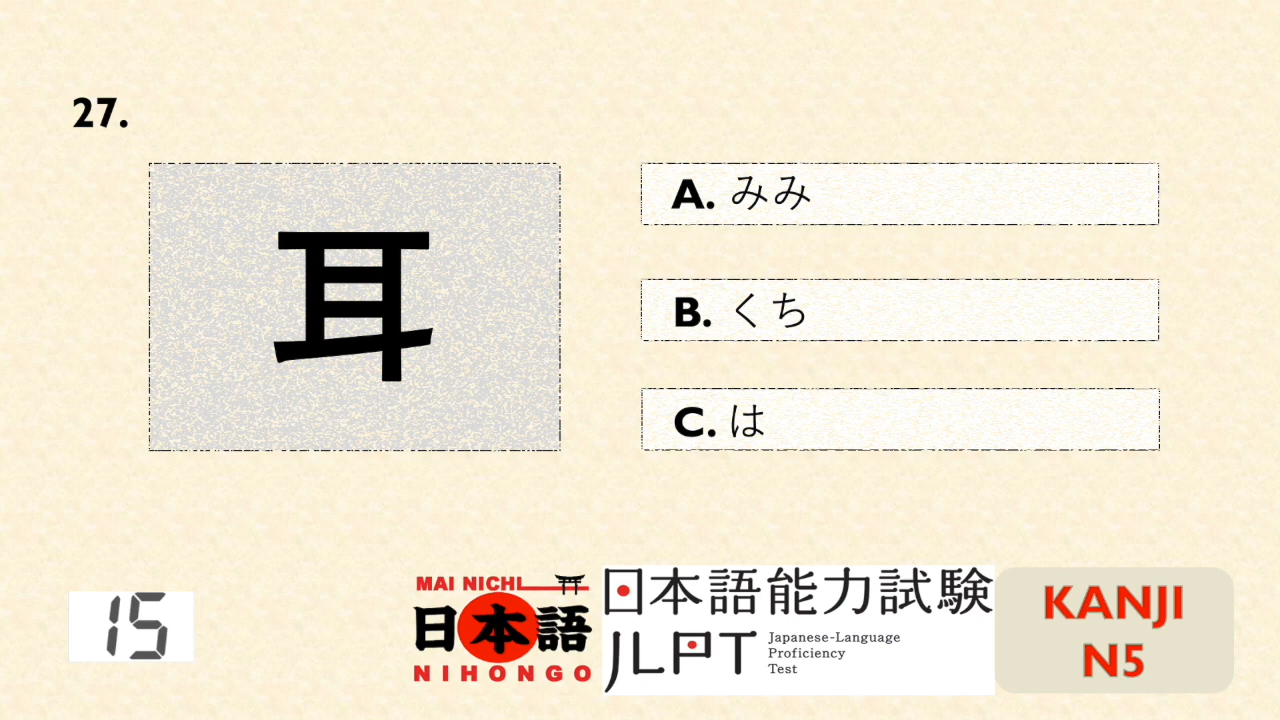 27.
耳
A. みみ
B. くち
C. は
15
MAI NICHI
日本語
NIHONGO
日本語能力試験
JLPT
Japanese-Language
Proficiency
Test
KANJI
N5